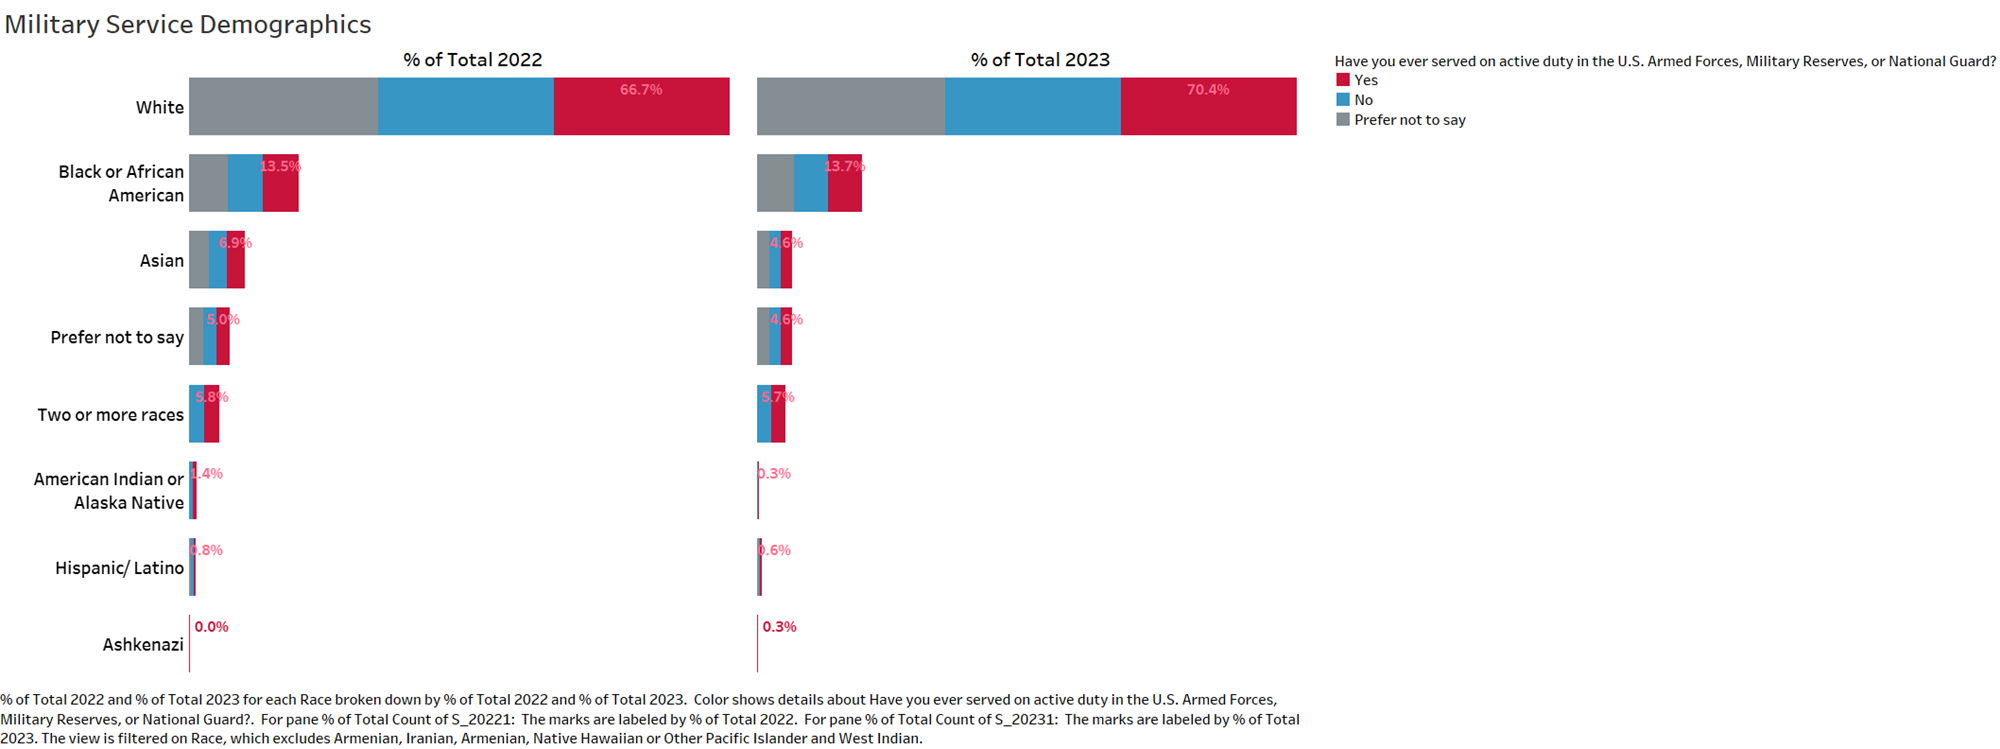 Military Service Demographics
% of Total 2022
% of Total 2023
Have you ever served on active duty in the U.S. Armed Forces, Military Reserves, or National Guard?
Yes
No
Prefer not to say
White
66.7%
70.4%
Black or African
American
13.5%
13.7%
Asian
6.9%
4.6%
Prefer not to say
5.0%
4.6%
Two or more races
5.8%
5.7%
American Indian or
Alaska Native
1.4%
0.3%
Hispanic/ Latino
0.8%
0.6%
Ashkenazi
0.0%
0.3%
% of Total 2022 and % of Total 2023 for each Race broken down by % of Total 2022 and % of Total 2023.  Color shows details about Have you ever served on active duty in the U.S. Armed Forces,
Military Reserves, or National Guard?.  For pane % of Total Count of S_20221:  The marks are labeled by % of Total 2022.  For pane % of Total Count of S_20231:  The marks are labeled by % of Total
2023. The view is filtered on Race, which excludes Armenian, Iranian, Armenian, Native Hawaiian or Other Pacific Islander and West Indian.